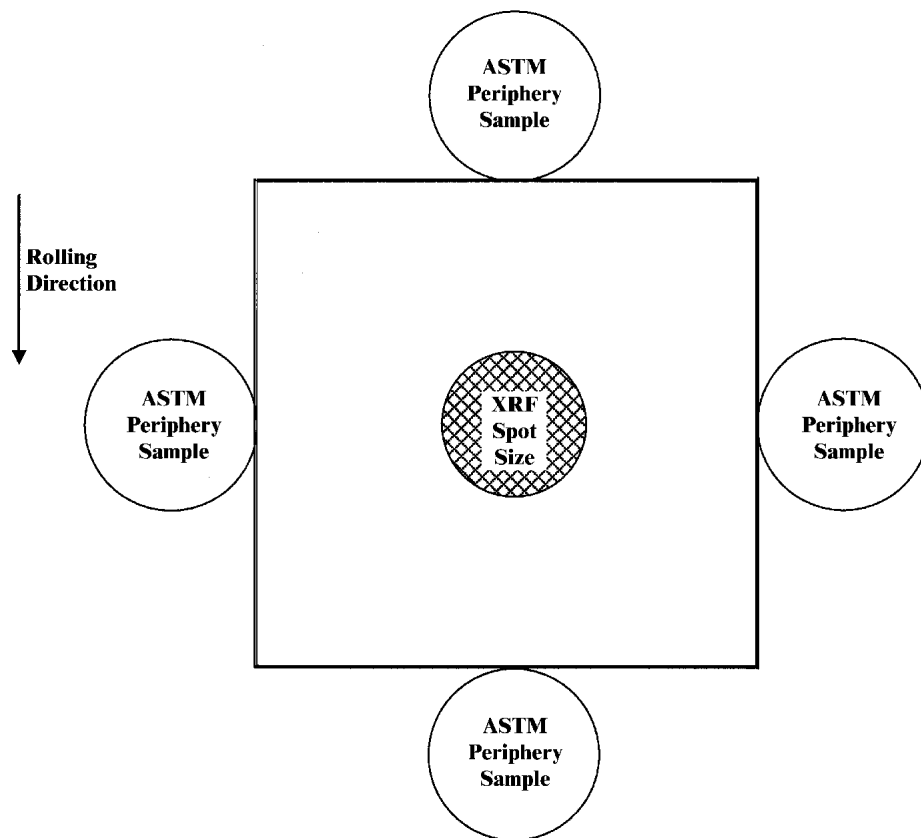 ASTM
Periphery
Sample
Rolling
Direction
ASTM
Periphery
Sample
XRF
Spot
Size
ASTM
Periphery
Sample
ASTM
Periphery
Sample